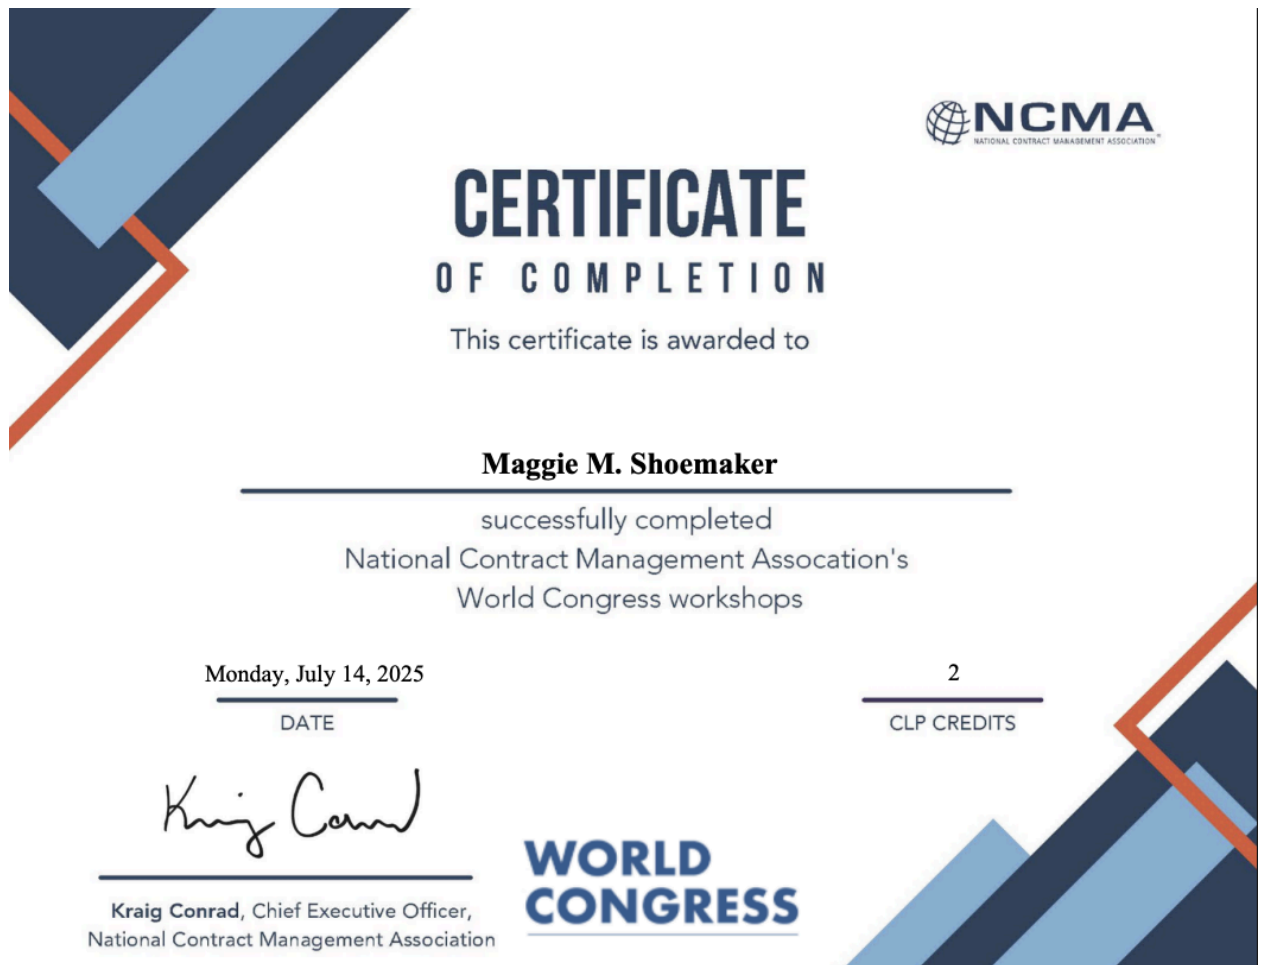 NCMA
NATIONAL CONTRACT MANAGEMENT ASSOCIATION
CERTIFICATE
OF COMPLETION
This certificate is awarded to
Maggie M. Shoemaker
successfully completed
National Contract Management Assocation's
World Congress workshops
Monday, July 14, 2025
DATE
2
CLP CREDITS
Kraig Conrad
Kraig Conrad, Chief Executive Officer,
National Contract Management Association
WORLD
CONGRESS